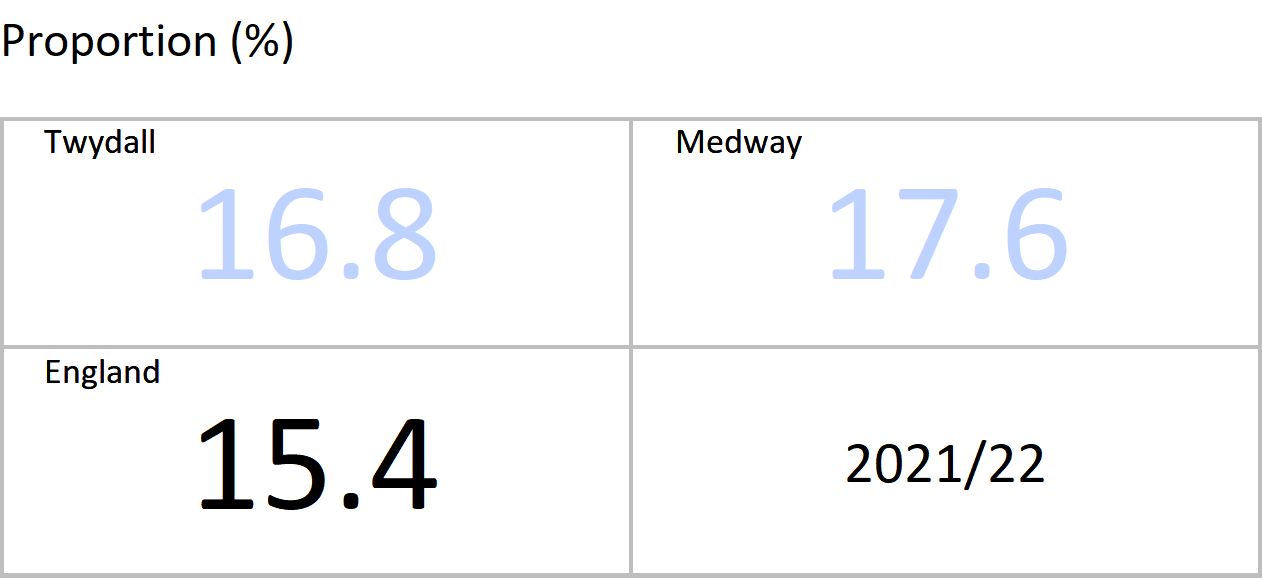 Proportion (%)
Twydall
16.8
Medway
17.6
England
15.4
2021/22